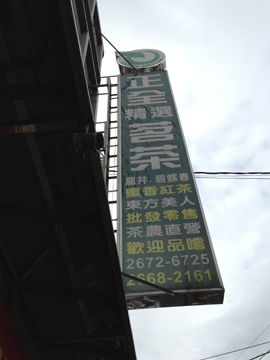 正全
精選
茗茶
龍井．碧螺春
蜜香紅茶
東方美人
批發零售
茶農直營
歡迎品嚐
2672-6725
2668-2161